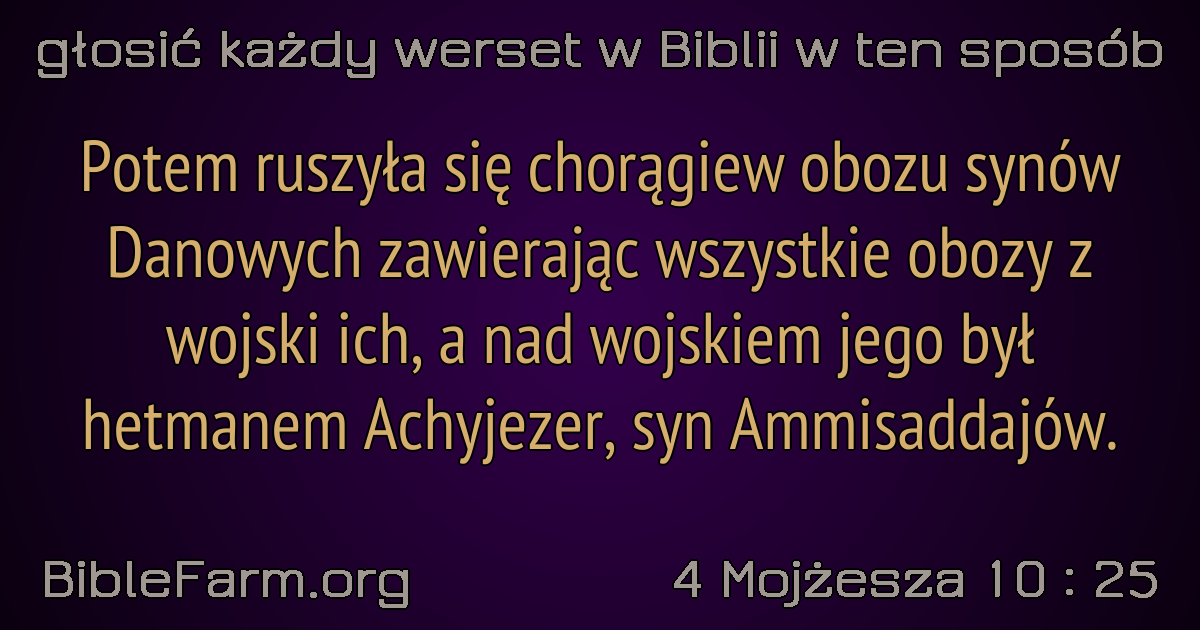 głosić każdy werset w Biblii w ten sposób
Potem ruszyła się chorągiew obozu synów
Danowych zawierając wszystkie obozy z
wojski ich, a nad wojskiem jego był
hetmanem Achyjezer, syn Ammisaddajów.
BibleFarm.org
4 Mojżesza 10 : 25